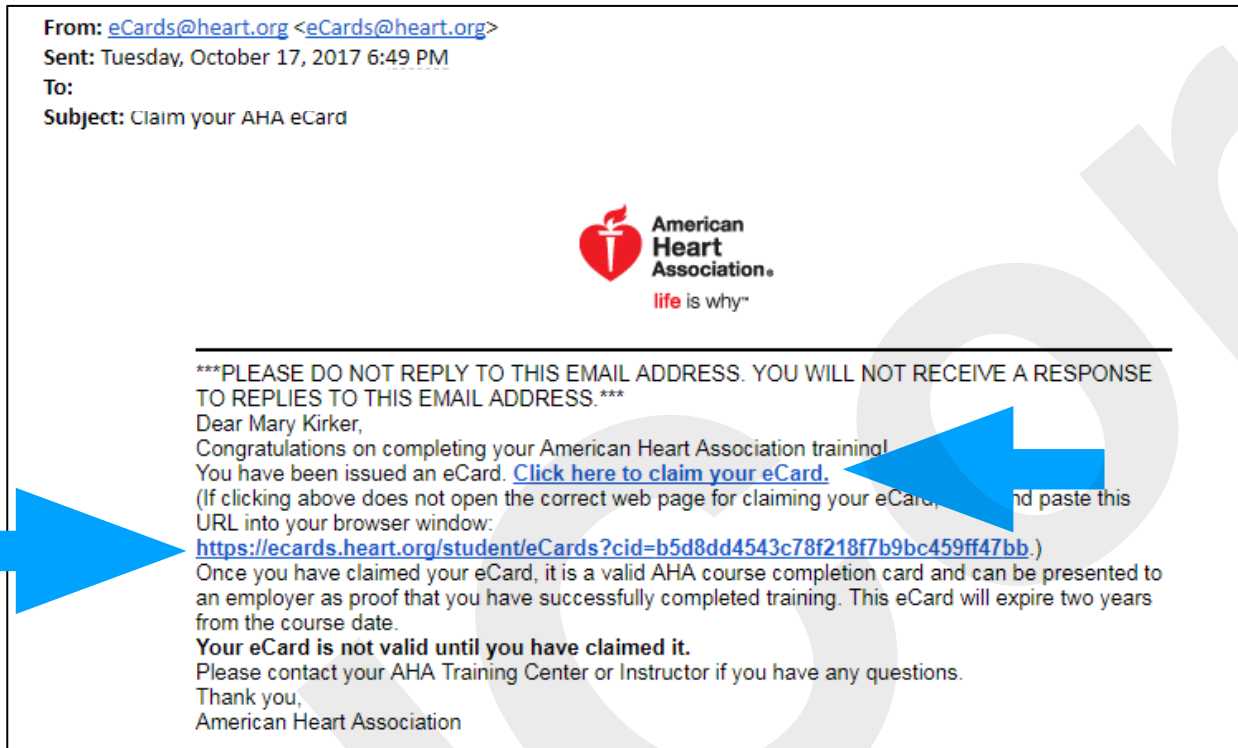 From: eCards@heart.org <eCards@heart.org>
Sent: Tuesday, October 17, 2017 6:49 PM
To:
Subject: Claim your AHA eCard
American
Heart
Association®
life is why™
***PLEASE DO NOT REPLY TO THIS EMAIL ADDRESS. YOU WILL NOT RECEIVE A RESPONSE
TO REPLIES TO THIS EMAIL ADDRESS.***
Dear Mary Kirker,
Congratulations on completing your American Heart Association training!
You have been issued an eCard. Click here to claim your eCard.
(If clicking above does not open the correct web page for claiming your eCard, and paste this
URL into your browser window:
https://ecards.heart.org/student/eCards?cid=b5d8dd4543c78f218f7b9bc459ff47bb.)
Once you have claimed your eCard, it is a valid AHA course completion card and can be presented to
an employer as proof that you have successfully completed training. This eCard will expire two years
from the course date.
Your eCard is not valid until you have claimed it.
Please contact your AHA Training Center or Instructor if you have any questions.
Thank you,
American Heart Association